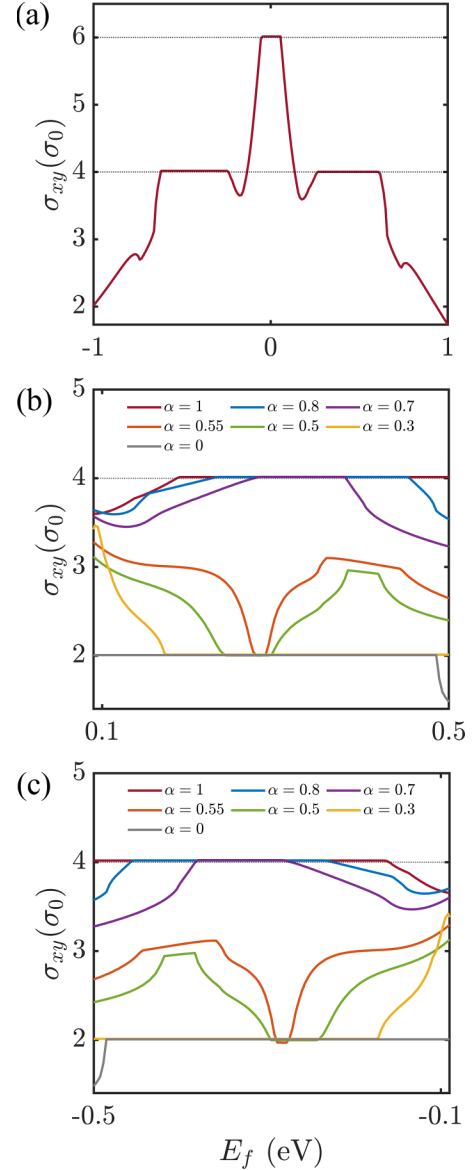 (a)
6
5
4
3
2
σxy(σ0)
-1 0 1
(b)
5
4
3
2
σxy(σ0)
α = 1 α = 0.8 α = 0.7
α = 0.55 α = 0.5 α = 0.3
α = 0
0.1 0.5
(c)
5
4
3
2
σxy(σ0)
α = 1 α = 0.8 α = 0.7
α = 0.55 α = 0.5 α = 0.3
α = 0
-0.5 -0.1
Ef (eV)